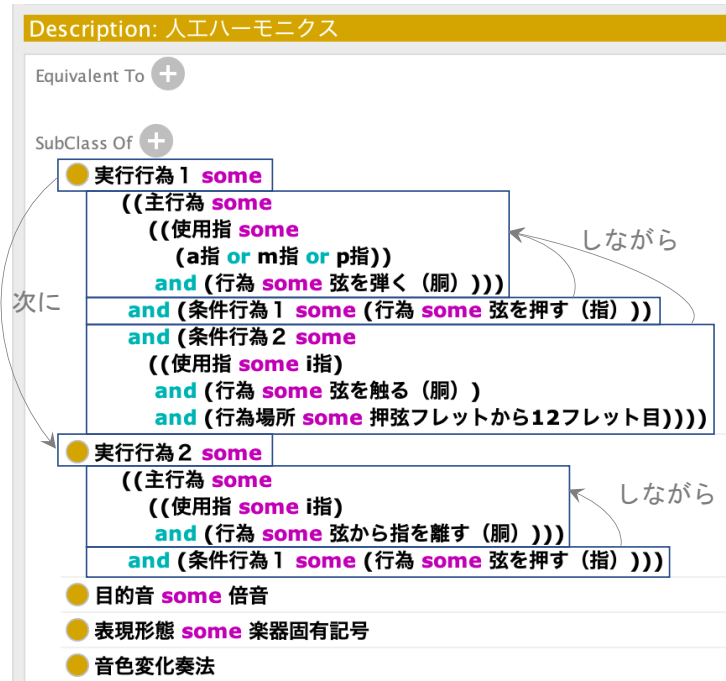 Description: 人工ハーモニクス
Equivalent To
SubClass Of
実行行為１ some
((主行為 some
しながら
((使用指 some
(a指 or m指 or p指))
and (行為 some 弦を弾く（胴）)))
次に
and (条件行為１ some (行為 some 弦を押す（指）))
and (条件行為２ some
((使用指 some i指)
and (行為 some 弦を触る（胴）)
and (行為場所 some 押弦フレットから12フレット目))))
実行行為２ some
((主行為 some
しながら
((使用指 some i指)
and (行為 some 弦から指を離す（胴）)))
and (条件行為１ some (行為 some 弦を押す（指）)))
目的音 some 倍音
表現形態 some 楽器固有記号
音色変化奏法